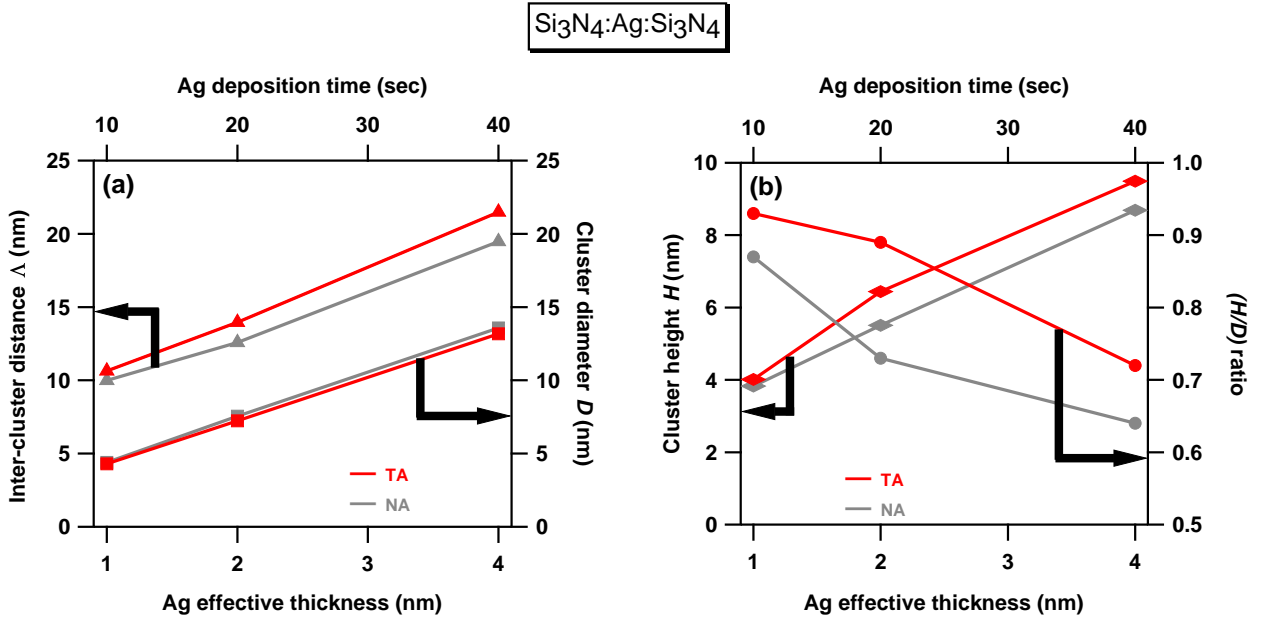 Si3N4:Ag:Si3N4
Ag deposition time (sec)
10 20 30 40
25 25
20 20
15 15
10 10
5 5
0 0
(a)
Inter-cluster distance Λ (nm)
Cluster diameter D (nm)
TA
NA
1 2 3 4
Ag effective thickness (nm)
Ag deposition time (sec)
10 20 30 40
10 1.0
8 0.9
0.8
6
4 0.7
2 0.6
0 0.5
(b)
Cluster height H (nm)
(H/D) ratio
TA
NA
1 2 3 4
Ag effective thickness (nm)